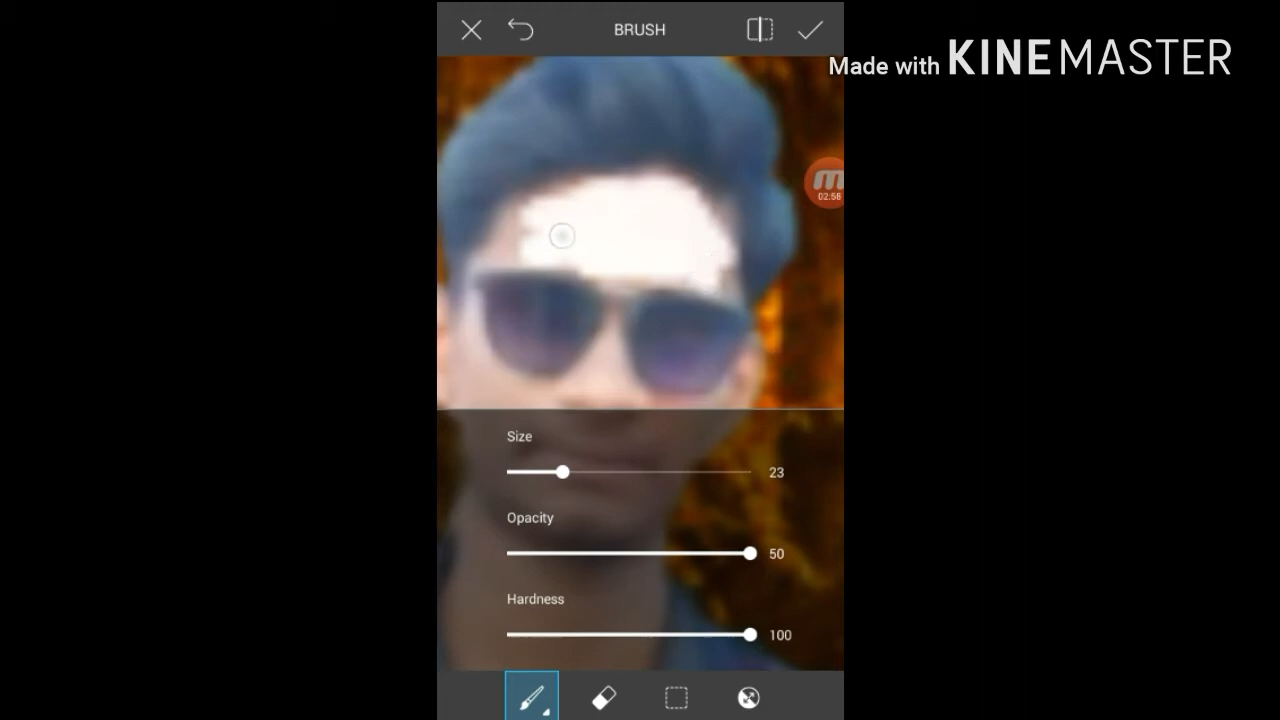 BRUSH
Made with KINEMASTER
02:58
Size
23
Opacity
50
Hardness
100